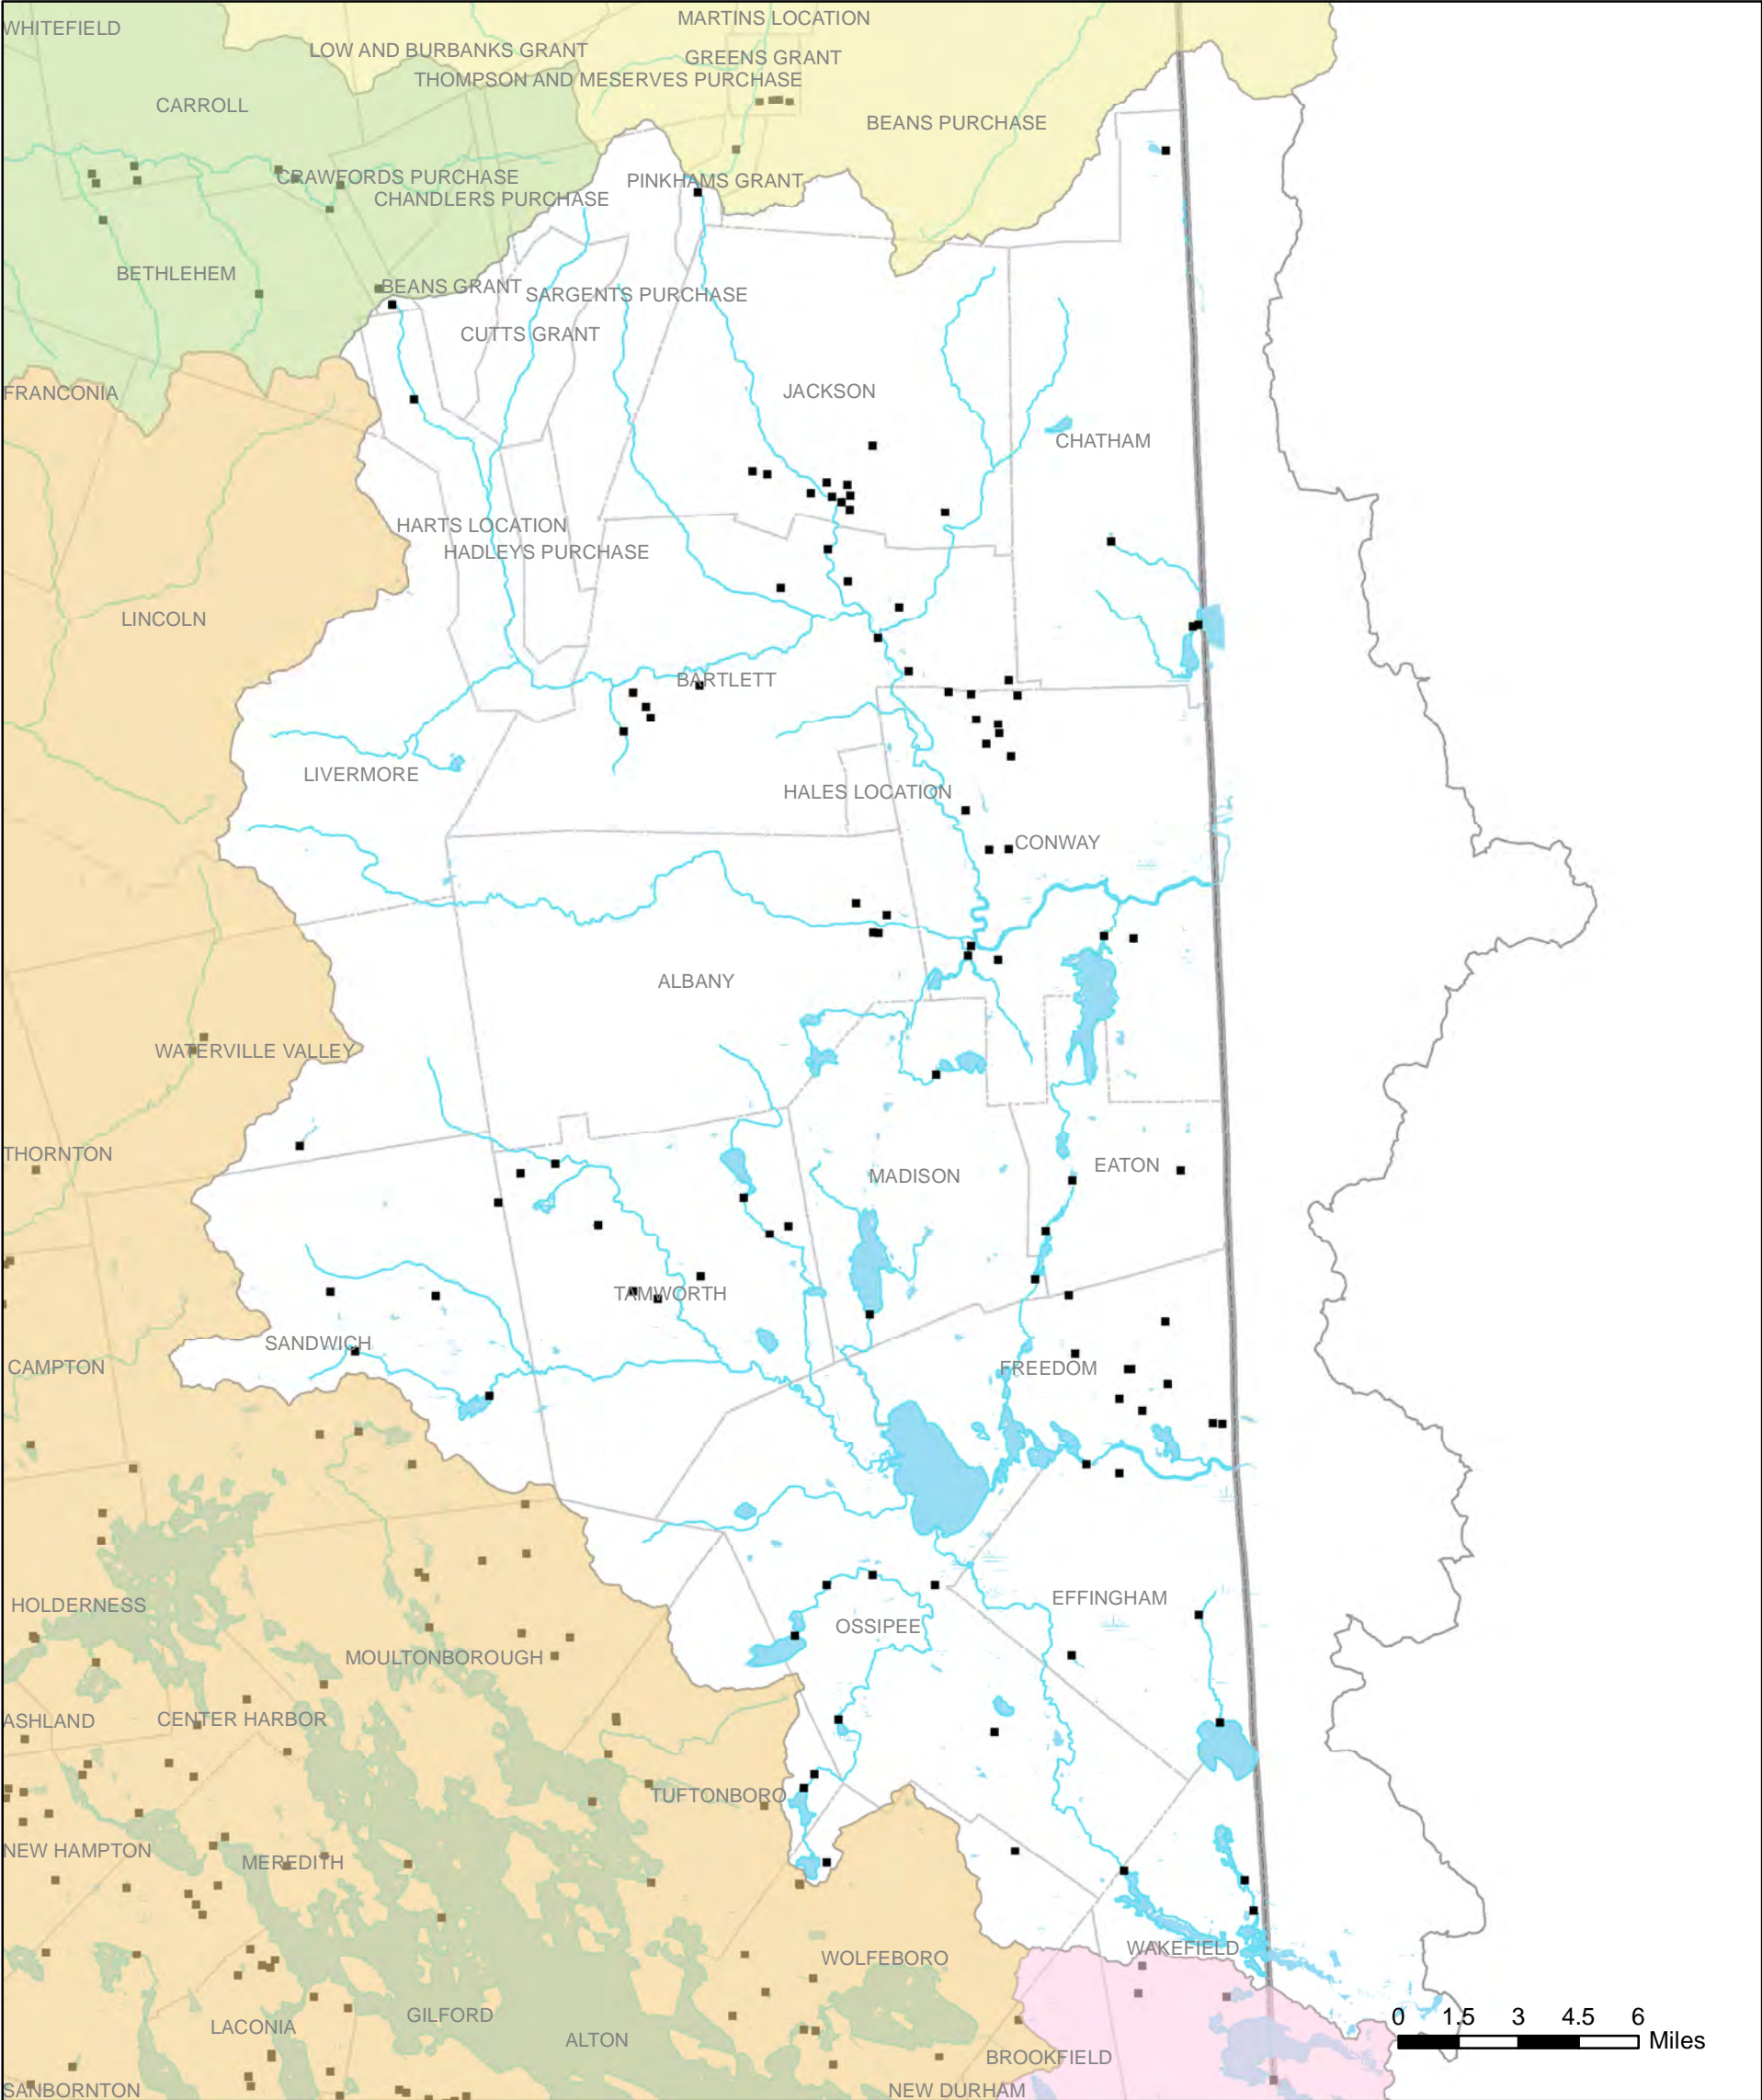 MARTINS LOCATION
WHITEFIELD
LOW AND BURBANKS GRANT
GREENS GRANT
THOMPSON AND MESERVES PURCHASE
CARROLL
BEANS PURCHASE
CRAWFORDS PURCHASE
PINKHAMS GRANT
CHANDLERS PURCHASE
BETHLEHEM
BEANS GRANT
SARGENTS PURCHASE
CUTTS GRANT
FRANCONIA
JACKSON
CHATHAM
HARTS LOCATION
HADLEYS PURCHASE
LINCOLN
BARTLETT
LIVERMORE
HALES LOCATION
CONWAY
ALBANY
WATERVILLE VALLEY
THORNTON
EATON
MADISON
TAMWORTH
SANDWICH
CAMPTON
FREEDOM
EFFINGHAM
HOLDERNESS
OSSIPEE
MOULTONBOROUGH
ASHLAND
CENTER HARBOR
TUFTONBORO
NEW HAMPTON
MEREDITH
WAKEFIELD
WOLFEBORO
GILFORD
0 1.5 3 4.5 6
LACONIA
ALTON
Miles
BROOKFIELD
SANBORNTON
NEW DURHAM